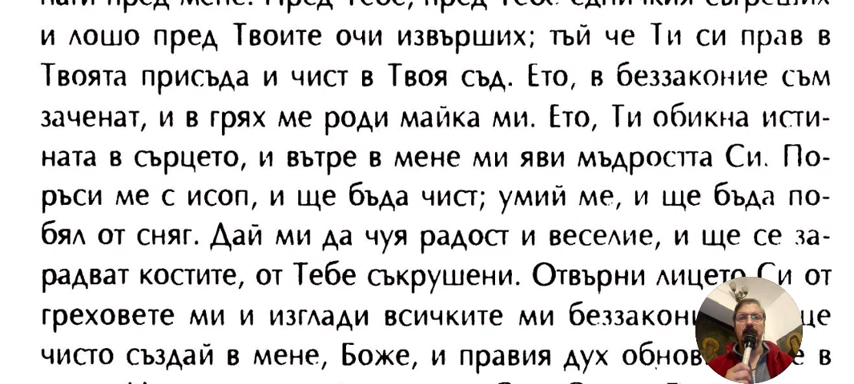 и лошо пред Твоите очи извърших; тъй че Ти си прав в
Твоята присъда и чист в Твоя съд. Ето, в беззаконие съм
заченат, и в грях ме роди майка ми. Ето, Ти обикна исти-
ната в сърцето, и вътре в мене ми яви мъдростта Си. По-
ръси ме с исоп, и ще бъда чист; умий ме, и ще бъда по-
бял от сняг. Дай ми да чуя радост и веселие, и ще се за-
радват костите, от Тебе съкрушени. Отвърни лицето Си от
греховете ми и изглади всичките ми
чисто създай в мене, Боже, и правия дух в